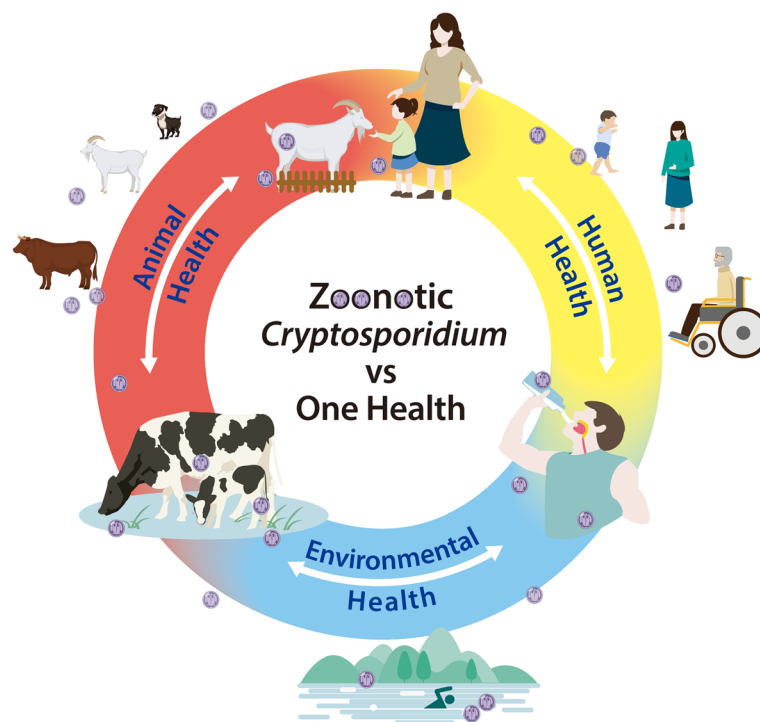 Animal
Health
Human
Health
Zoonotic
Cryptosporidium
vs
One Health
Environmental
Health